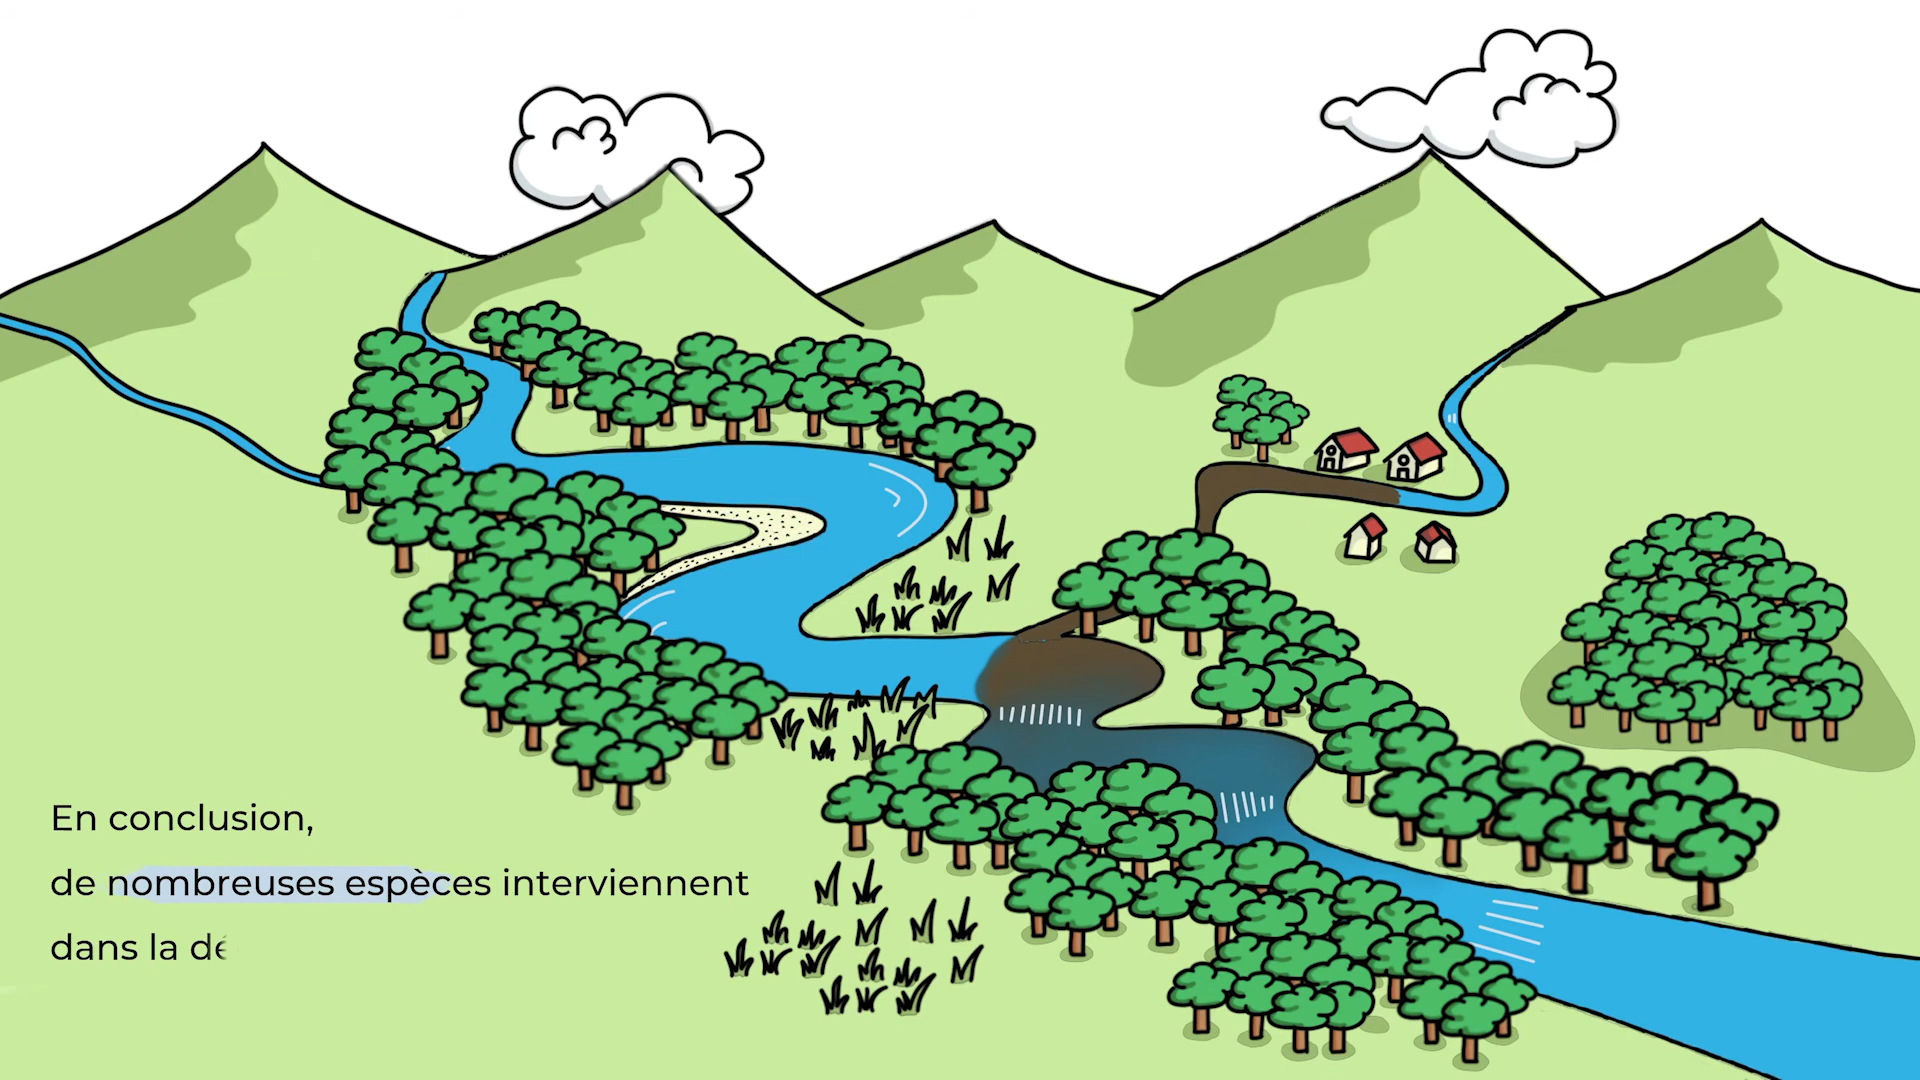 En conclusion,
de nombreuses espèces interviennent
dans la